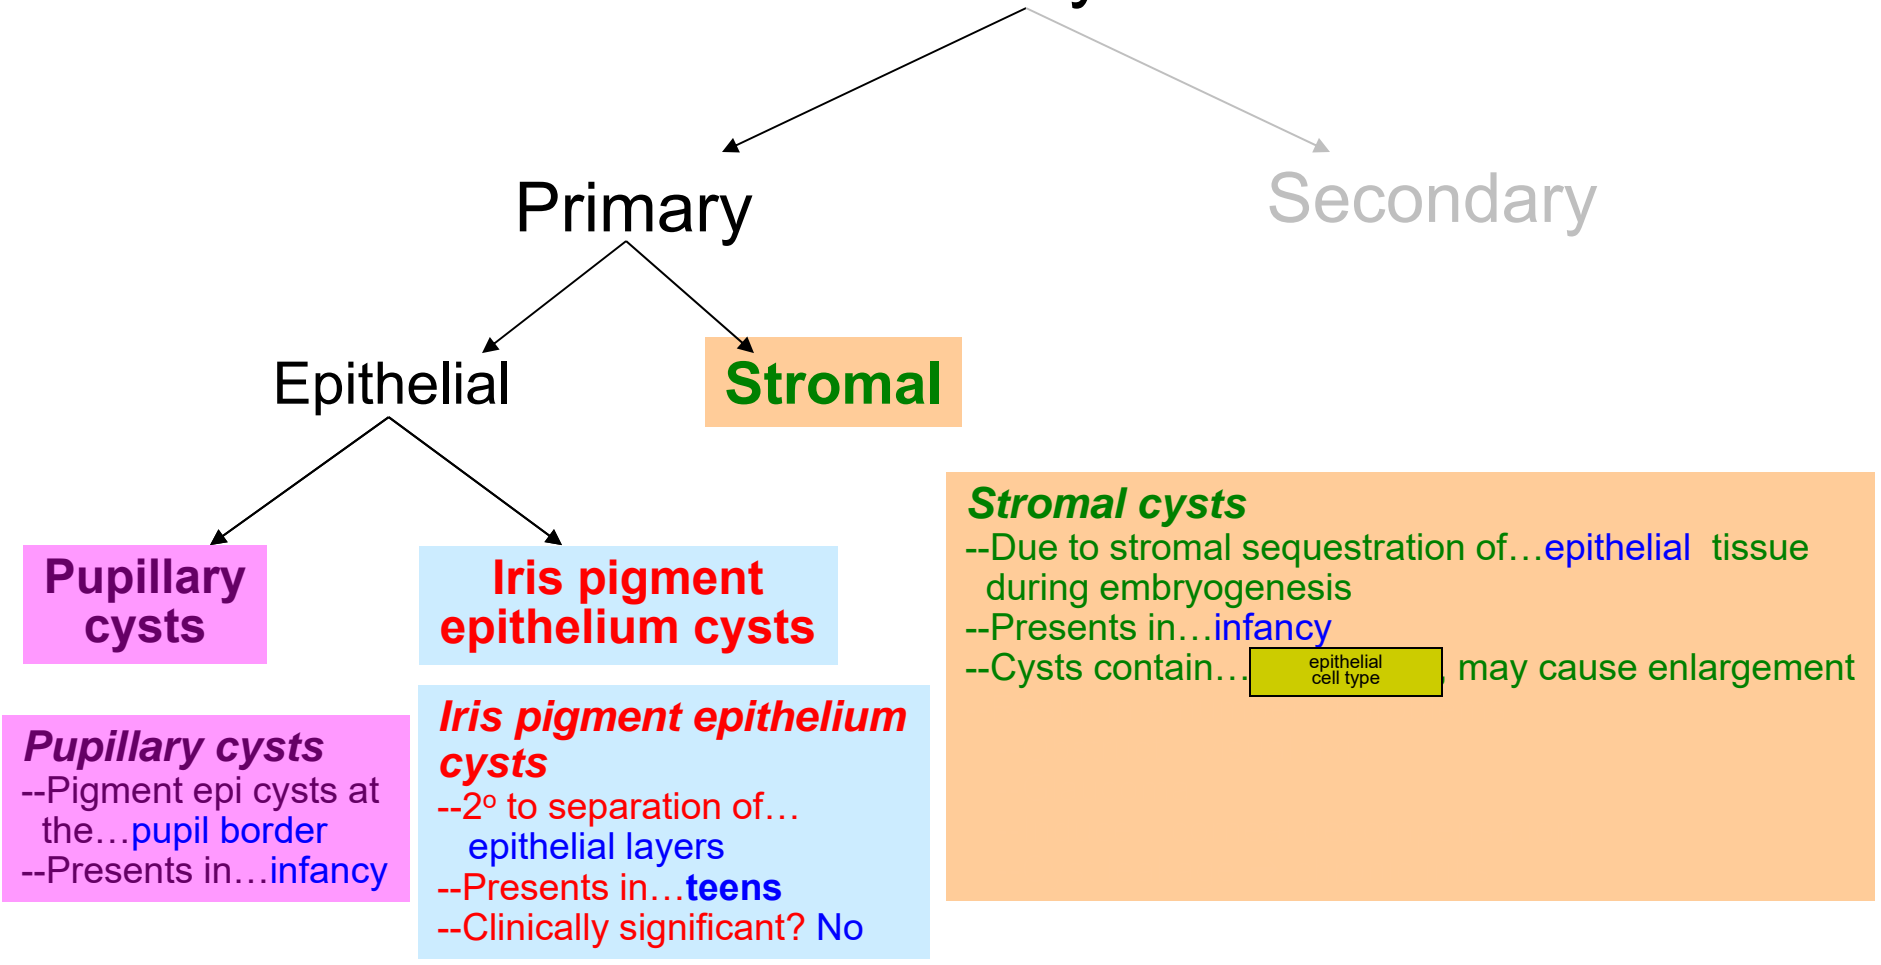 Primary
Secondary
Epithelial
Stromal
Pupillary
cysts
Iris pigment
epithelium cysts
Stromal cysts
--Due to stromal sequestration of…epithelial tissue
during embryogenesis
--Presents in…infancy
--Cysts contain… epithelial
cell type , may cause enlargement
Pupillary cysts
--Pigment epi cysts at
the…pupil border
--Presents in…infancy
Iris pigment epithelium
cysts
--2º to separation of…
epithelial layers
--Presents in…teens
--Clinically significant? No